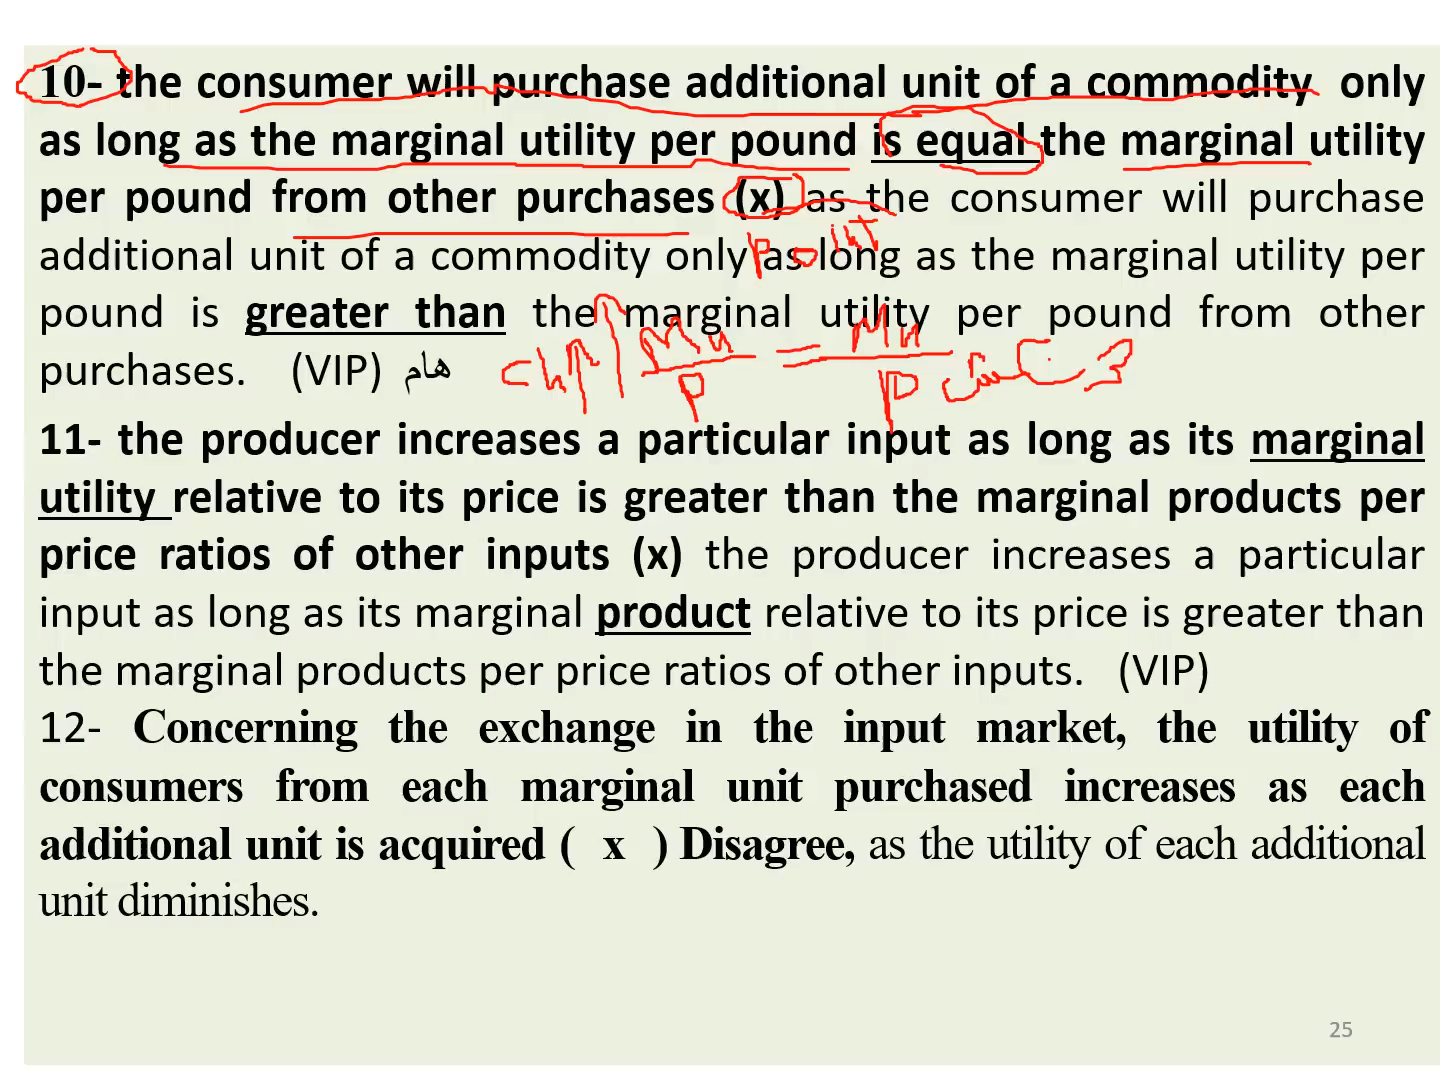 10- the consumer will purchase additional unit of a commodity only
as long as the marginal utility per pound is equal the marginal utility
per pound from other purchases (x) as the consumer will purchase
additional unit of a commodity only as long as the marginal utility per
point
pound is greater than the marginal utility per pound from other
purchases. (VIP) هام
Mu = Mu
P P
11- the producer increases a particular input as long as its marginal
utility relative to its price is greater than the marginal products per
price ratios of other inputs (x) the producer increases a particular
input as long as its marginal product relative to its price is greater than
the marginal products per price ratios of other inputs. (VIP)
12- Concerning the exchange in the input market, the utility of
consumers from each marginal unit purchased increases as each
additional unit is acquired ( x ) Disagree, as the utility of each additional
unit diminishes.
25